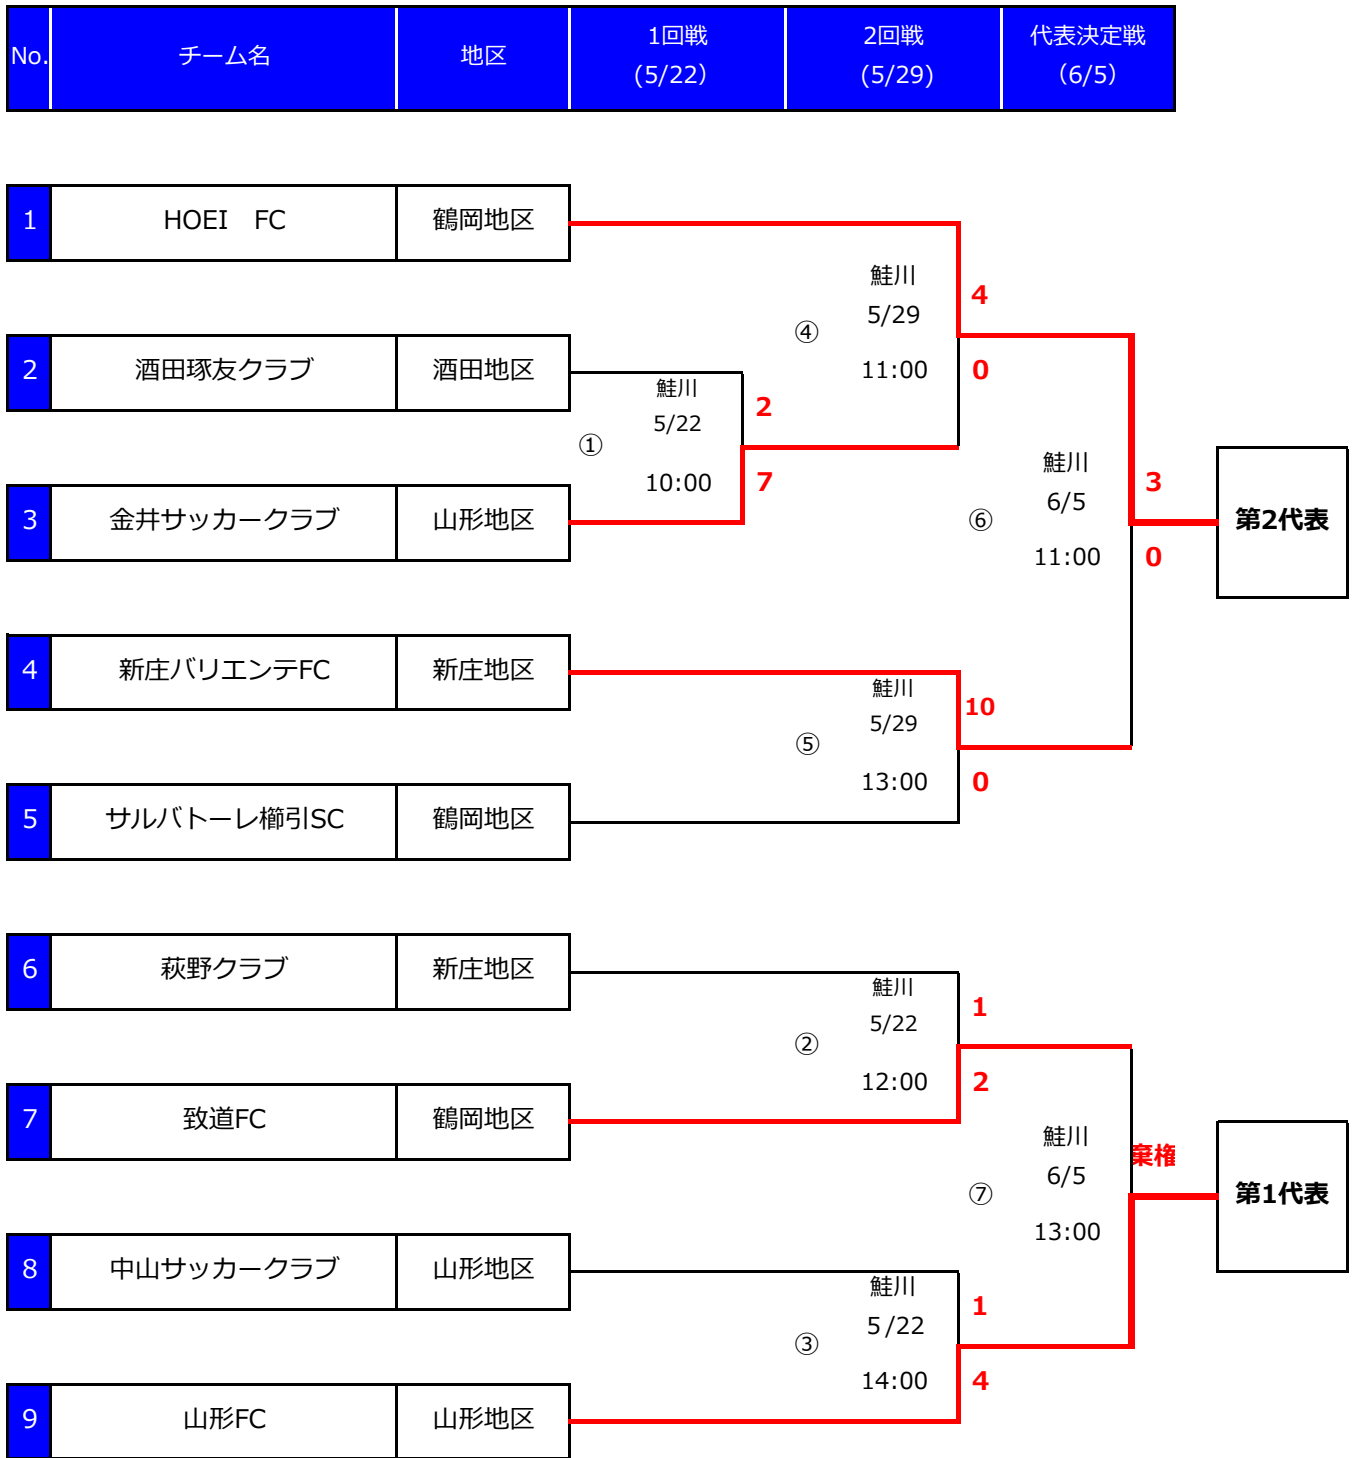 No. チーム名 地区 1回戦 2回戦 代表決定戦
(5/22） (5/29) （6/5）
1 HOEI　FC 鶴岡地区
鮭川
4
5/29
④
2 酒田琢友クラブ 酒田地区 11:00 0
鮭川
2
5/22
①
鮭川
10:00 7 3
6/5
3 金井サッカークラブ 山形地区 ⑥ 第2代表
11:00 0
4 新庄バリエンテFC 新庄地区
鮭川
10
5/29
⑤
13:00 0
5 サルバトーレ櫛引SC 鶴岡地区
6 萩野クラブ 新庄地区
鮭川
1
5/22
②
12:00 2
7 致道FC 鶴岡地区
鮭川
棄権
6/5
⑦ 第1代表
13:00
8 中山サッカークラブ 山形地区
鮭川
1
5/22
③
14:00 4
9 山形FC 山形地区